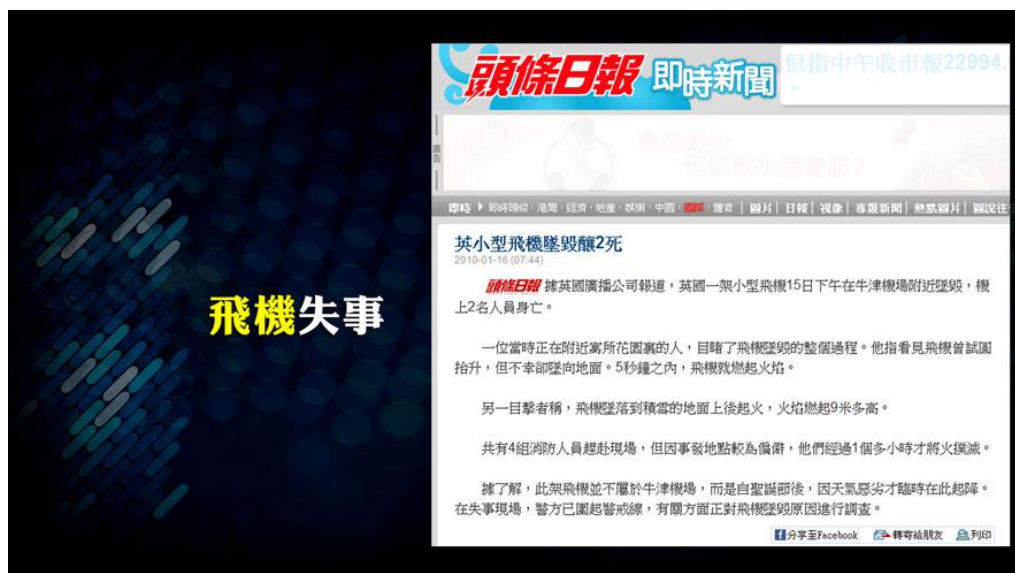 飛機失事
頭條日報 即時新聞
恒指中午收市報22994.
廣告
但係飲水都會肥?
即時 即時頭條 · 港聞 · 經濟 · 地產 · 娛樂 · 中國 · 國際 · 體育 | 圖片 | 日報 | 視像 | 專題新聞 | 熱點圖片 | 圖說往
英小型飛機墜毀釀2死
2010-01-16 (07:44)
頭條日報 據英國廣播公司報道，英國一架小型飛機15日下午在牛津機場附近墜毀，機
上2名人員身亡。
一位當時正在附近寓所花園裏的人，目睹了飛機墜毀的整個過程。他指看見飛機曾試圖
抬升，但不幸卻墜向地面。5秒鐘之內，飛機就燃起火焰。
另一目擊者稱，飛機墜落到積雪的地面上後起火，火焰燃起9米多高。
共有4組消防人員趕赴現場，但因事發地點較為偏僻，他們經過1個多小時才將火撲滅。
據了解，此架飛機並不屬於牛津機場，而是自聖誕節後，因天氣惡劣才臨時在此起降。
在失事現場，警方已圍起警戒線，有關方面正對飛機墜毀原因進行調查。
分享至Facebook 轉寄給朋友 列印